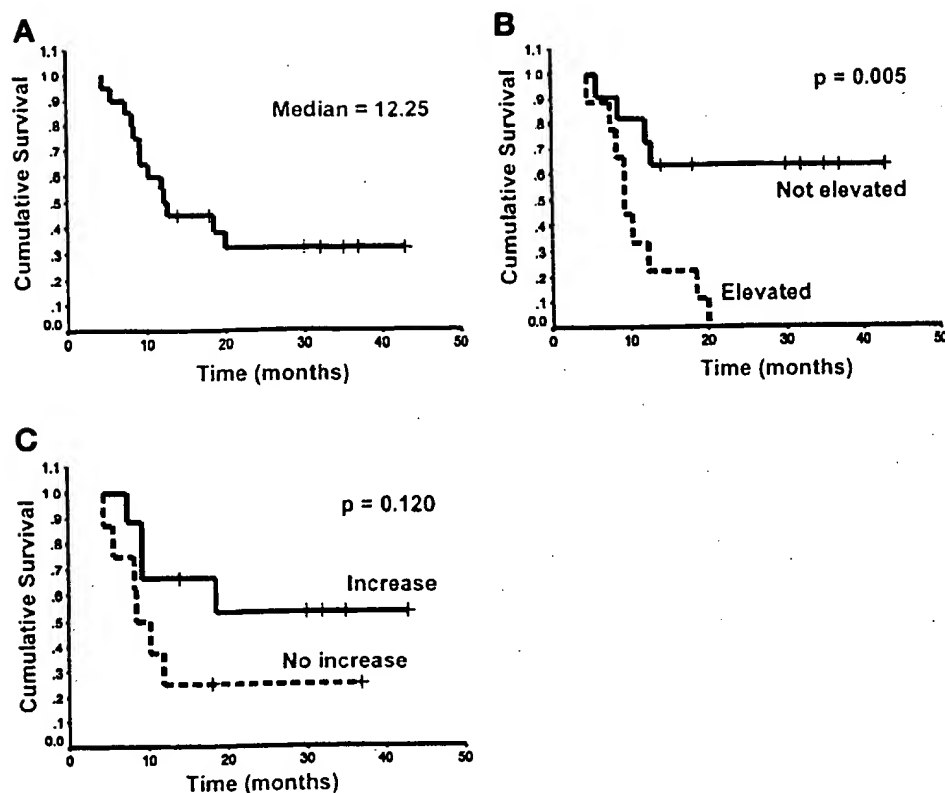 A
1.1
1.0
.9
.8
.7
.6
.5
.4
.3
.2
.1
0.0
Cumulative Survival
Median = 12.25
0 10 20 30 40 50
Time (months)
B
1.1
1.0
.9
.8
.7
.6
.5
.4
.3
.2
.1
0.0
Cumulative Survival
p = 0.005
Not elevated
Elevated
0 10 20 30 40 50
Time (months)
C
1.1
1.0
.9
.8
.7
.6
.5
.4
.3
.2
.1
0.0
Cumulative Survival
p = 0.120
Increase
No increase
0 10 20 30 40 50
Time (months)